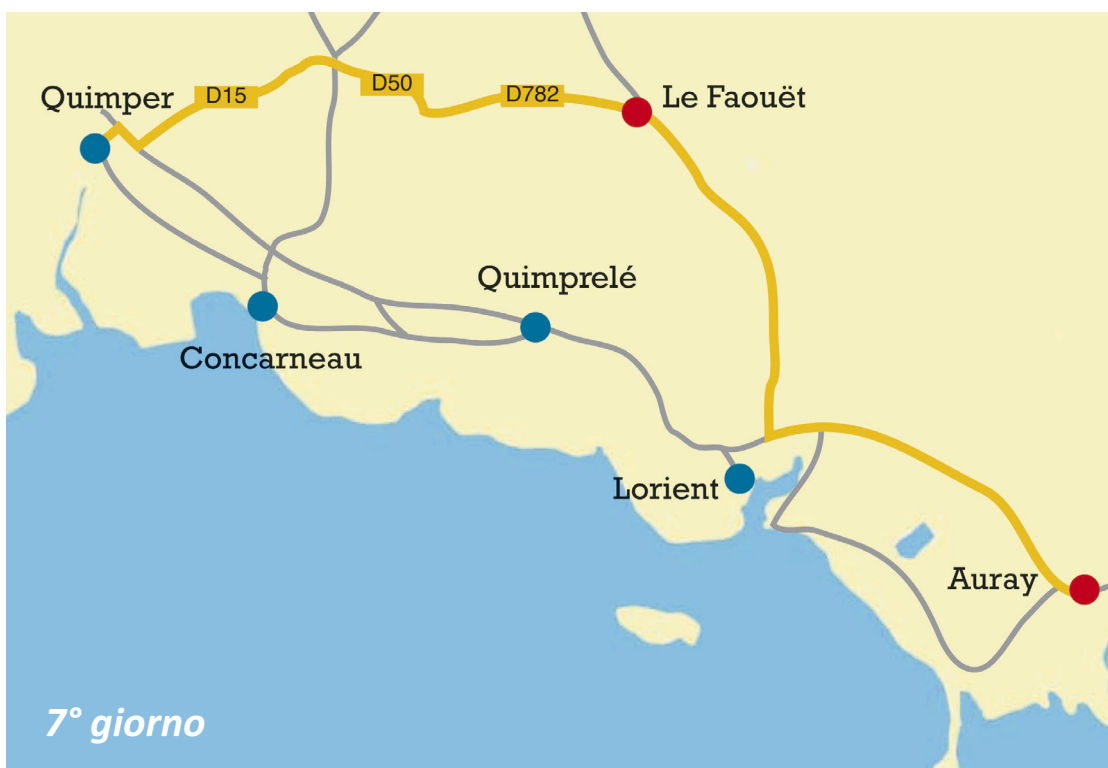 D50
D15
D782
Quimper
Le Faouët
Quimprelé
Concarneau
Lorient
Auray
7° giorno